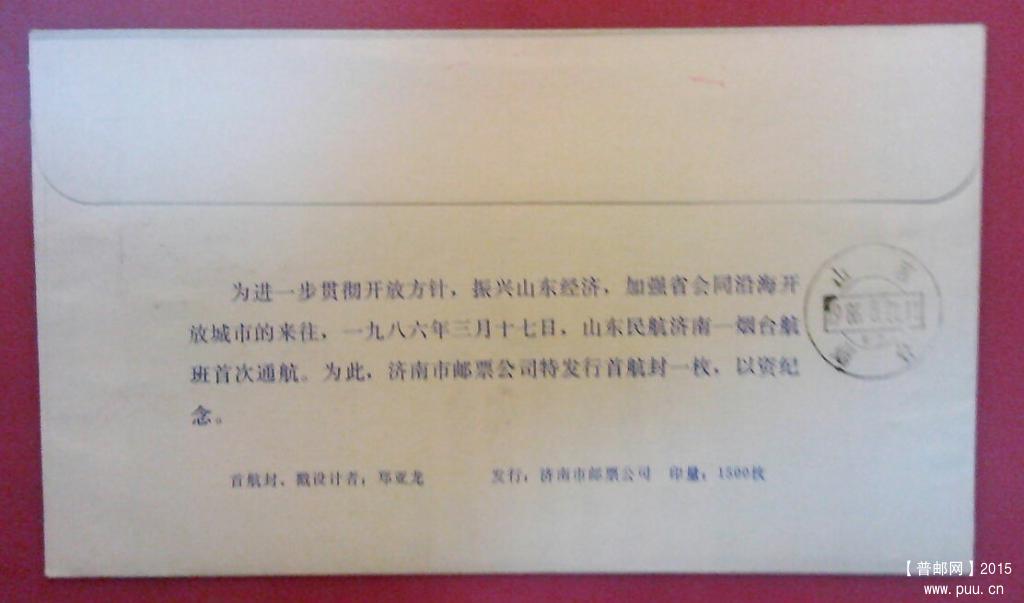 为进一步贯彻开放方针，振兴山东经济，加强省会同沿海开
放城市的来往，一九八六年三月十七日，山东民航济南—烟台航
班首次通航。为此，济南市邮票公司特发行首航封一枚，以资纪
念。
首航封、戳设计者：郑亚龙　　发行：济南市邮票公司　印量：1500枚
山
【普邮网】2015
www.puu.cn